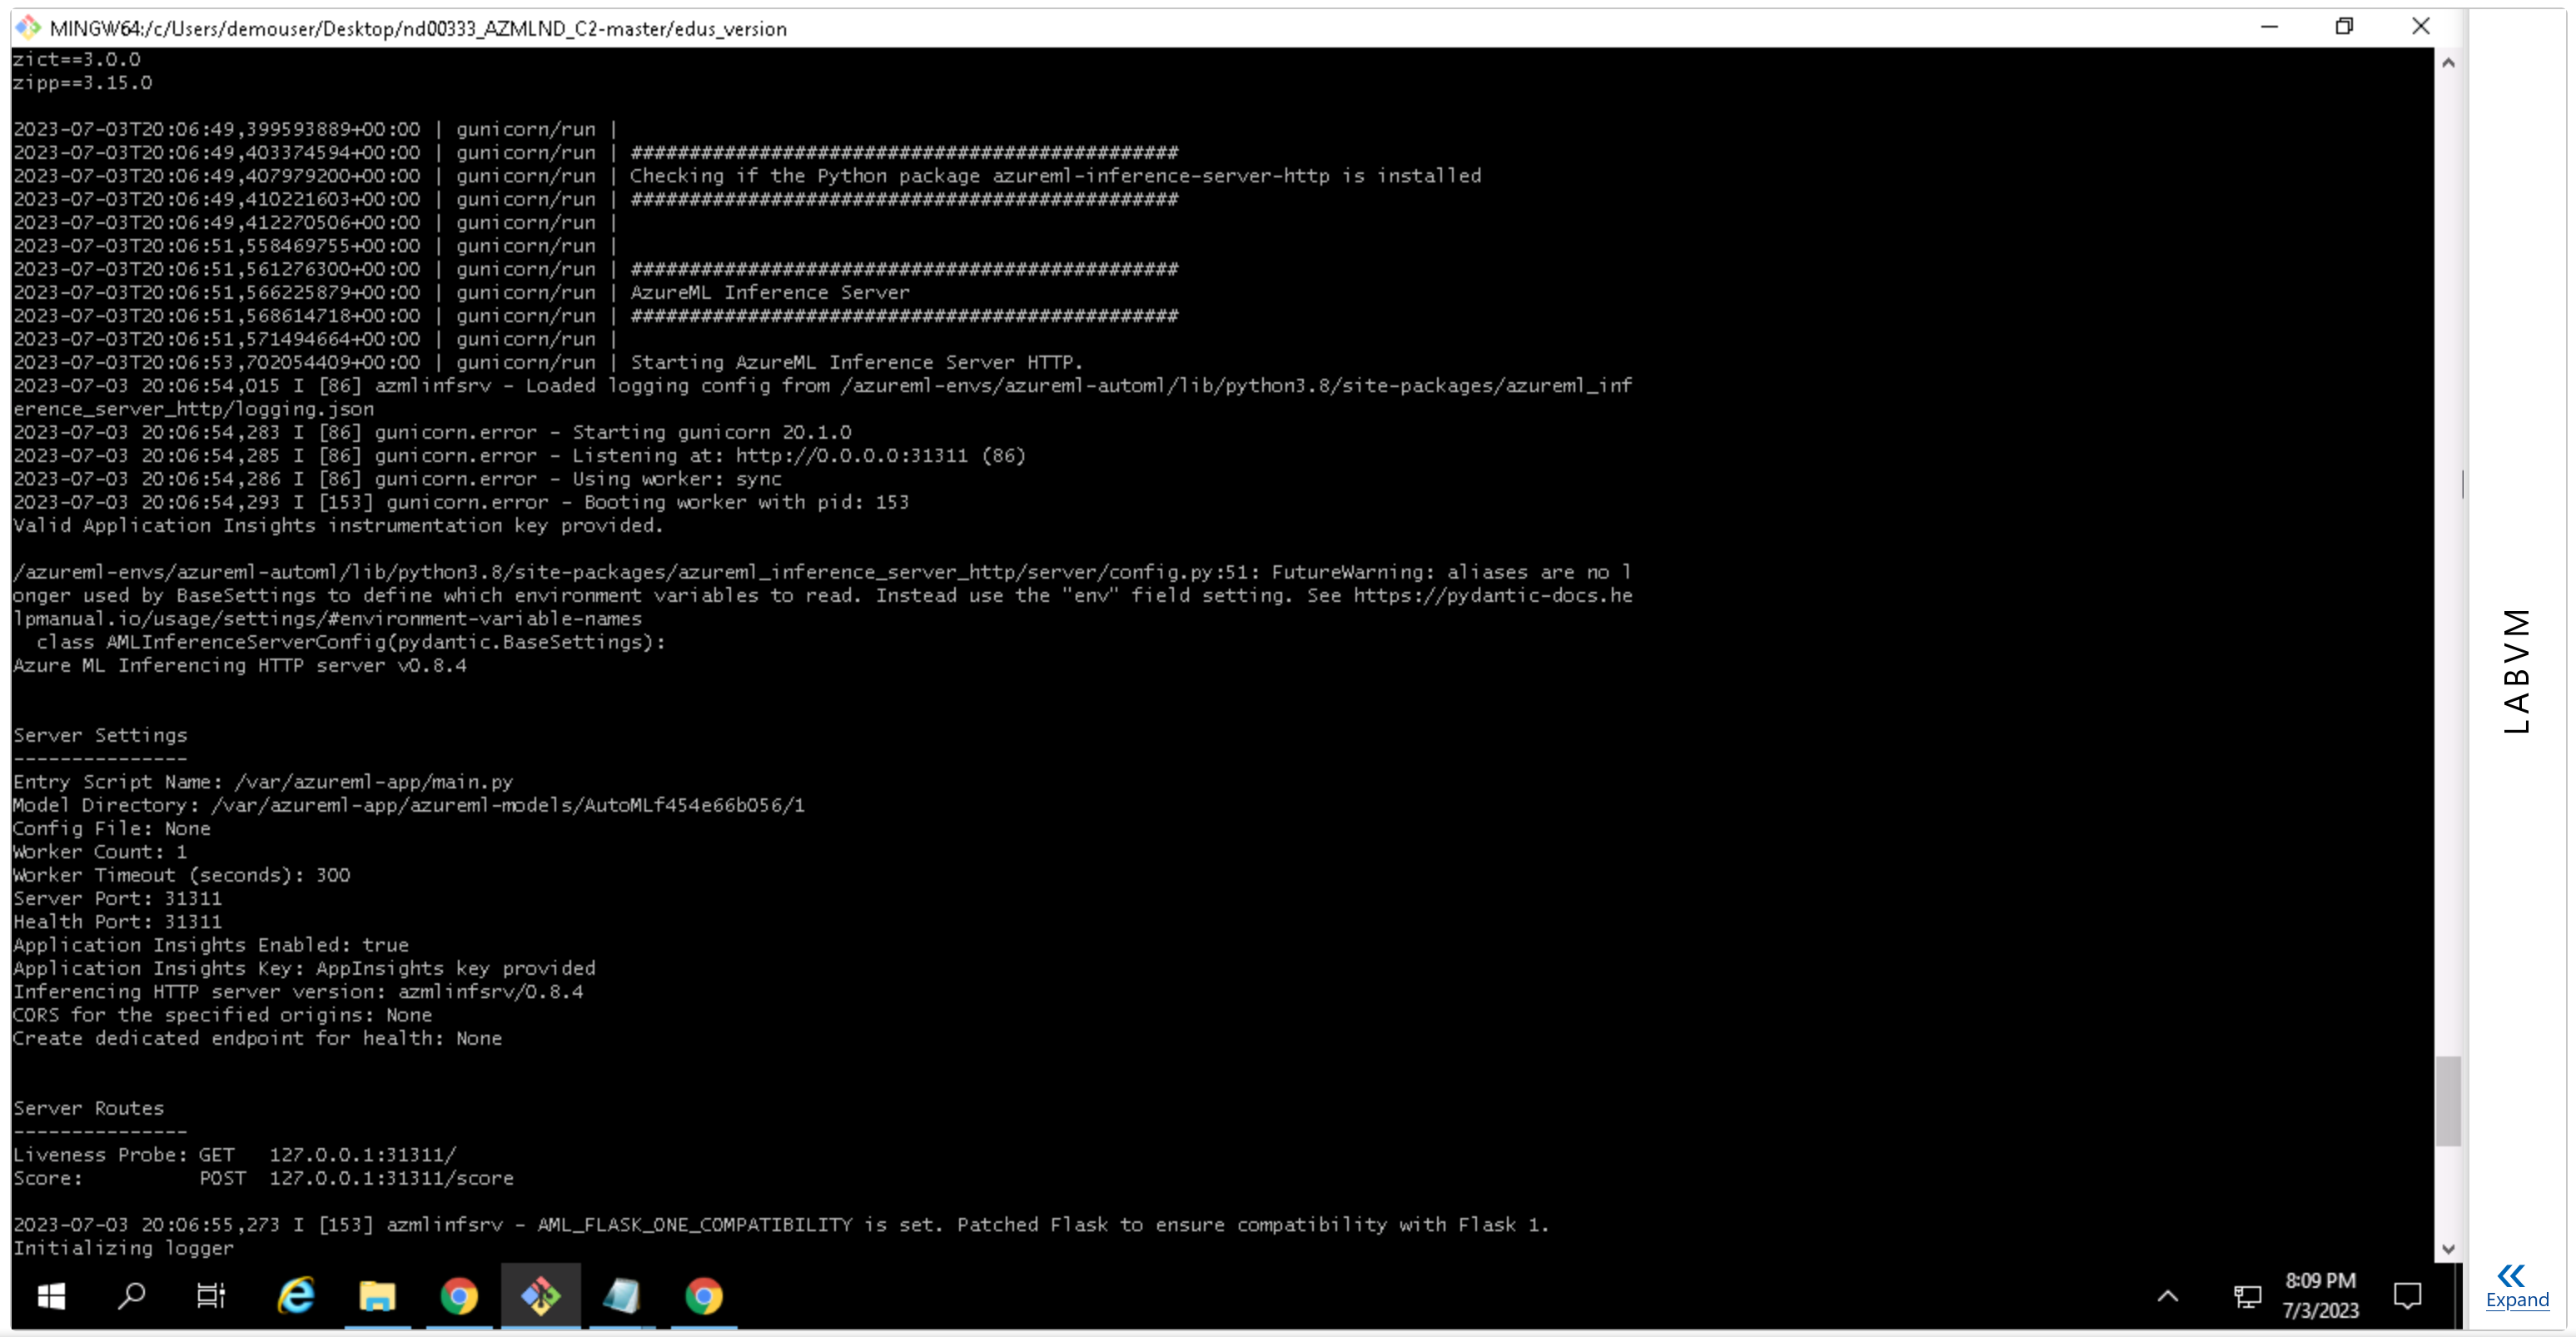 MINGW64:/c/Users/demouser/Desktop/nd00333_AZMLND_C2-master/edus_version
zict==3.0.0
zipp==3.15.0
2023-07-03T20:06:49,399593889+00:00 | gunicorn/run |
2023-07-03T20:06:49,403374594+00:00 | gunicorn/run | ###############################################
2023-07-03T20:06:49,407979200+00:00 | gunicorn/run | Checking if the Python package azureml-inference-server-http is installed
2023-07-03T20:06:49,410221603+00:00 | gunicorn/run | ###############################################
2023-07-03T20:06:49,412270506+00:00 | gunicorn/run |
2023-07-03T20:06:51,558469755+00:00 | gunicorn/run |
2023-07-03T20:06:51,561276300+00:00 | gunicorn/run | ###############################################
2023-07-03T20:06:51,566225879+00:00 | gunicorn/run | AzureML Inference Server
2023-07-03T20:06:51,568614718+00:00 | gunicorn/run | ###############################################
2023-07-03T20:06:51,571494664+00:00 | gunicorn/run |
2023-07-03T20:06:53,702054409+00:00 | gunicorn/run | Starting AzureML Inference Server HTTP.
2023-07-03 20:06:54,015 I [86] azmlinfsrv - Loaded logging config from /azureml-envs/azureml-automl/lib/python3.8/site-packages/azureml_inf
erence_server_http/logging.json
2023-07-03 20:06:54,283 I [86] gunicorn.error - Starting gunicorn 20.1.0
2023-07-03 20:06:54,285 I [86] gunicorn.error - Listening at: http://0.0.0.0:31311 (86)
2023-07-03 20:06:54,286 I [86] gunicorn.error - Using worker: sync
2023-07-03 20:06:54,293 I [153] gunicorn.error - Booting worker with pid: 153
Valid Application Insights instrumentation key provided.
/azureml-envs/azureml-automl/lib/python3.8/site-packages/azureml_inference_server_http/server/config.py:51: FutureWarning: aliases are no l
onger used by BaseSettings to define which environment variables to read. Instead use the "env" field setting. See https://pydantic-docs.he
lpmanual.io/usage/settings/#environment-variable-names
  class AMLInferenceServerConfig(pydantic.BaseSettings):
Azure ML Inferencing HTTP server v0.8.4
Server Settings
---------------
Entry Script Name: /var/azureml-app/main.py
Model Directory: /var/azureml-app/azureml-models/AutoMLf454e66b056/1
Config File: None
Worker Count: 1
Worker Timeout (seconds): 300
Server Port: 31311
Health Port: 31311
Application Insights Enabled: true
Application Insights Key: AppInsights key provided
Inferencing HTTP server version: azmlinfsrv/0.8.4
CORS for the specified origins: None
Create dedicated endpoint for health: None
Server Routes
---------------
Liveness Probe: GET   127.0.0.1:31311/
Score:          POST  127.0.0.1:31311/score
2023-07-03 20:06:55,273 I [153] azmlinfsrv - AML_FLASK_ONE_COMPATIBILITY is set. Patched Flask to ensure compatibility with Flask 1.
Initializing logger
8:09 PM
7/3/2023
LABVM
Expand